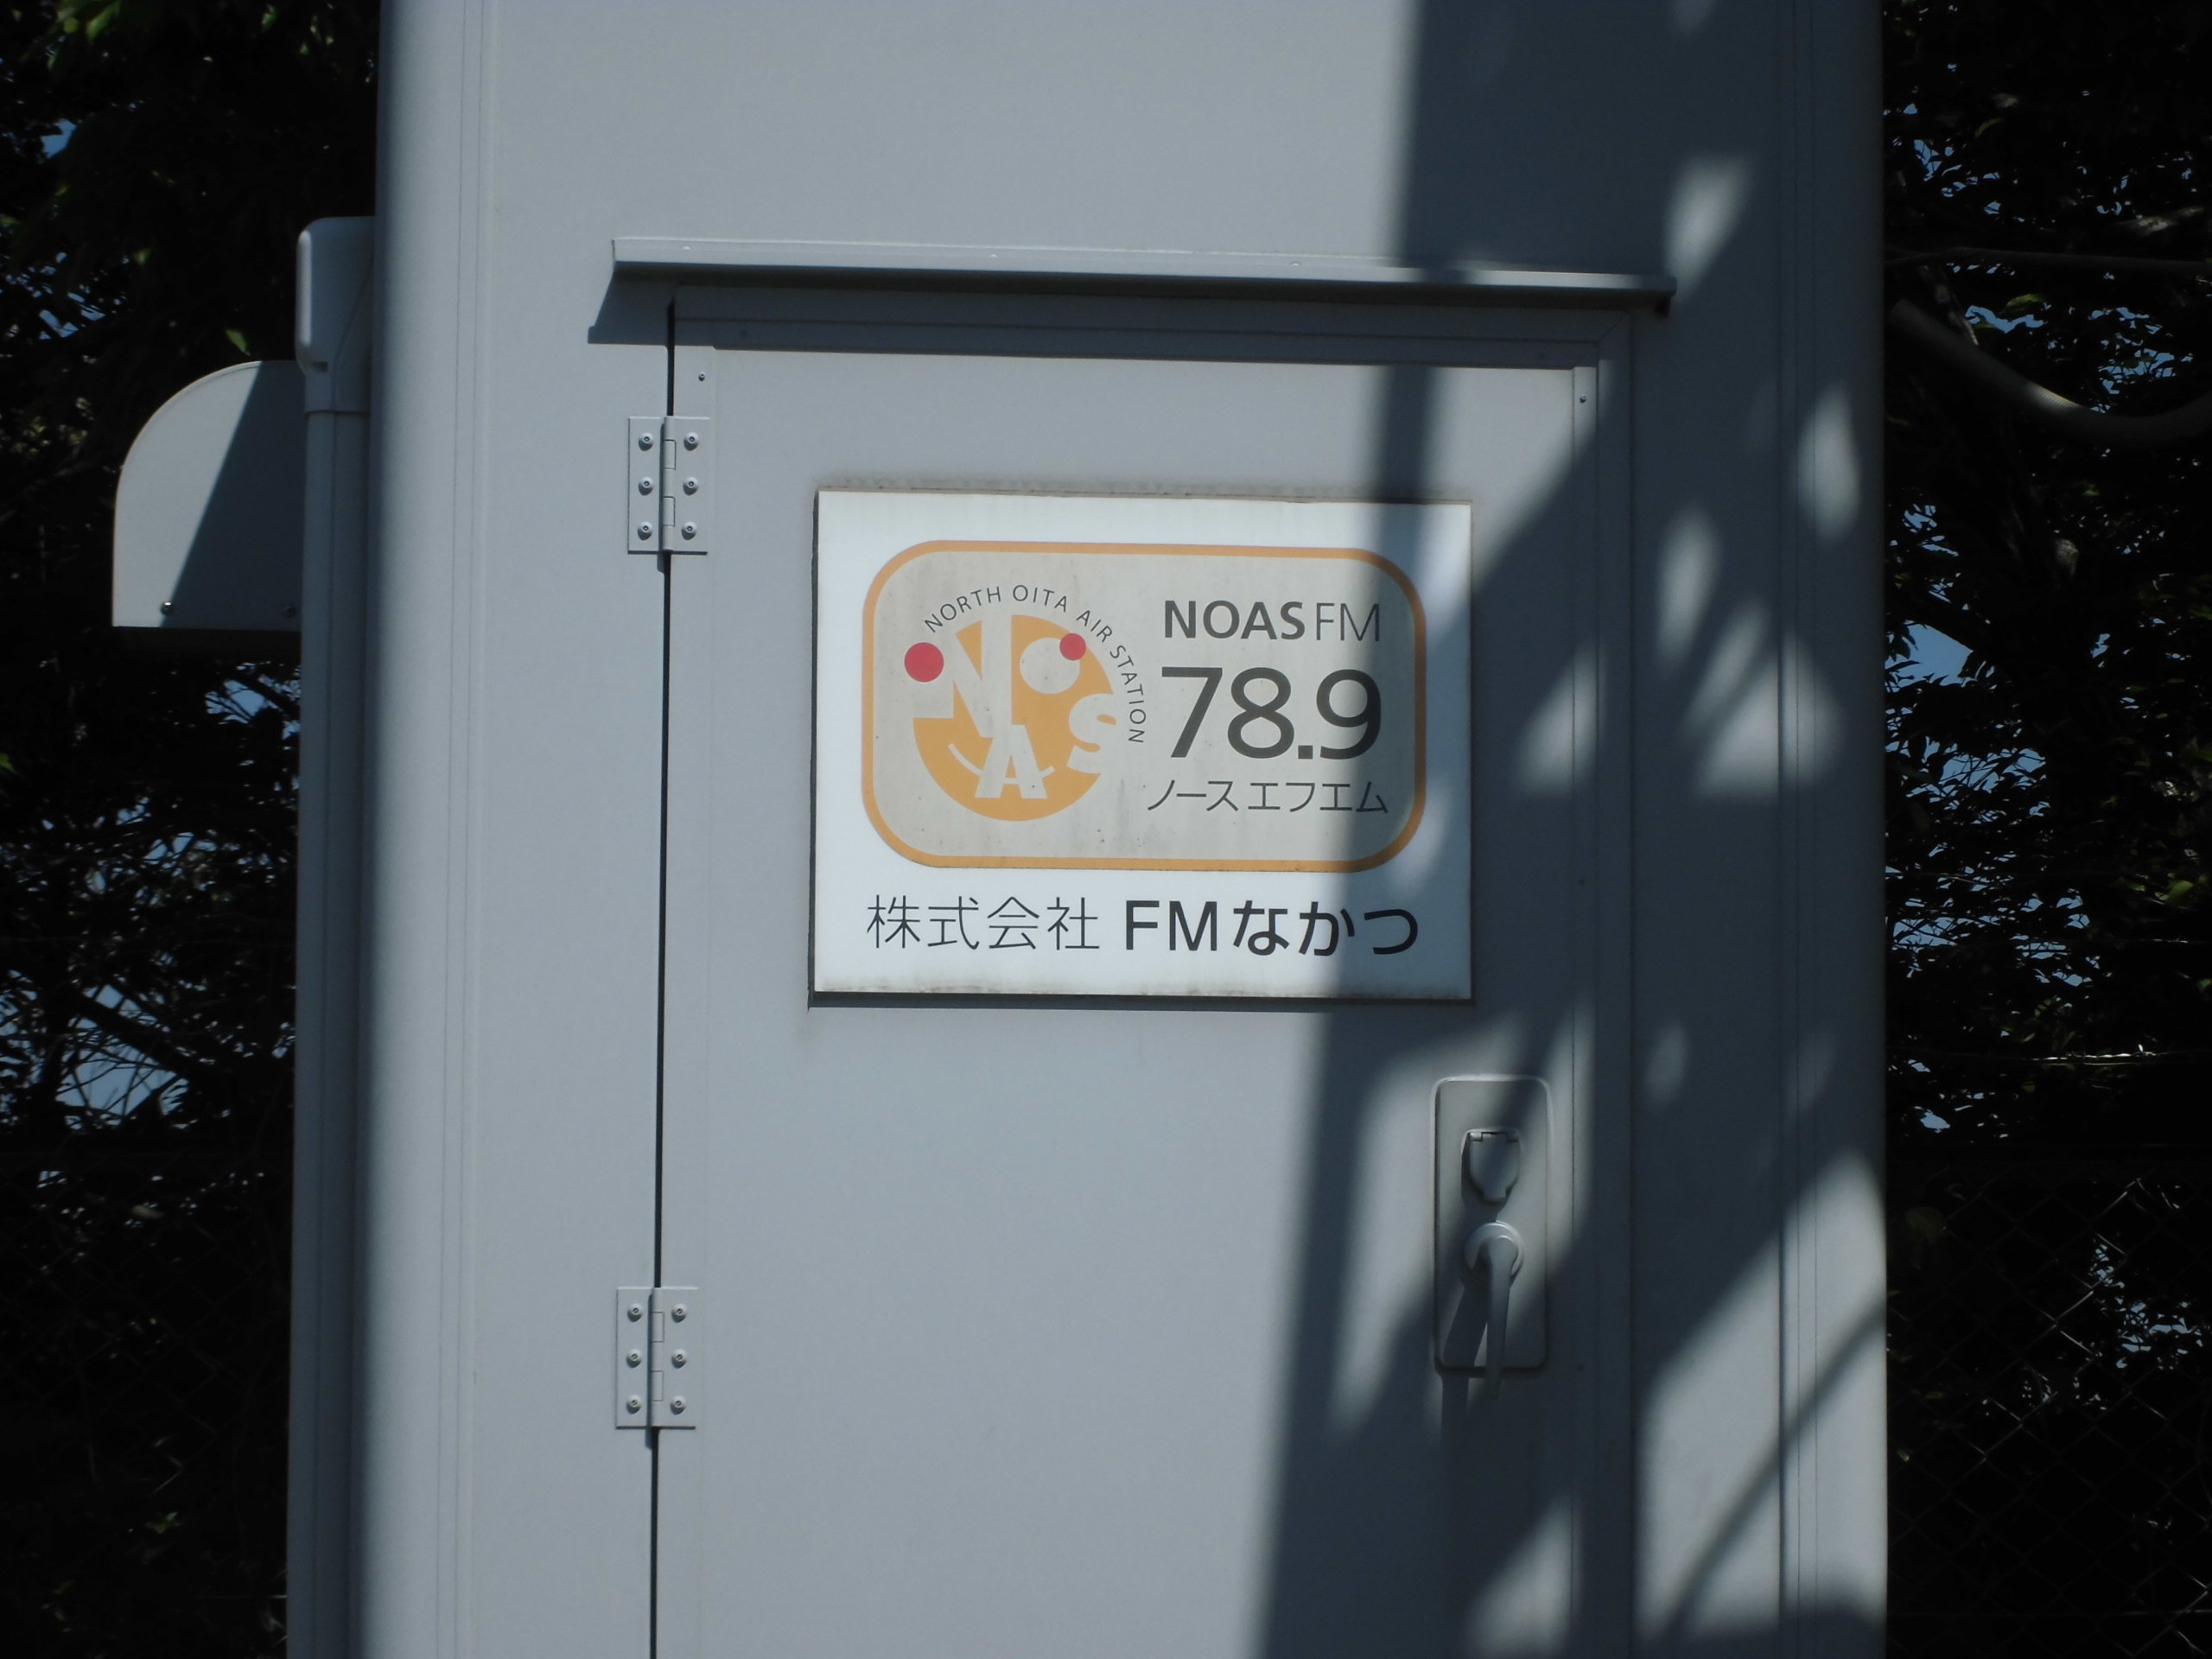 NORTH OITA AIR STATION
NOAS
NOAS FM
78.9
ノースエフエム
株式会社 FMなかつ